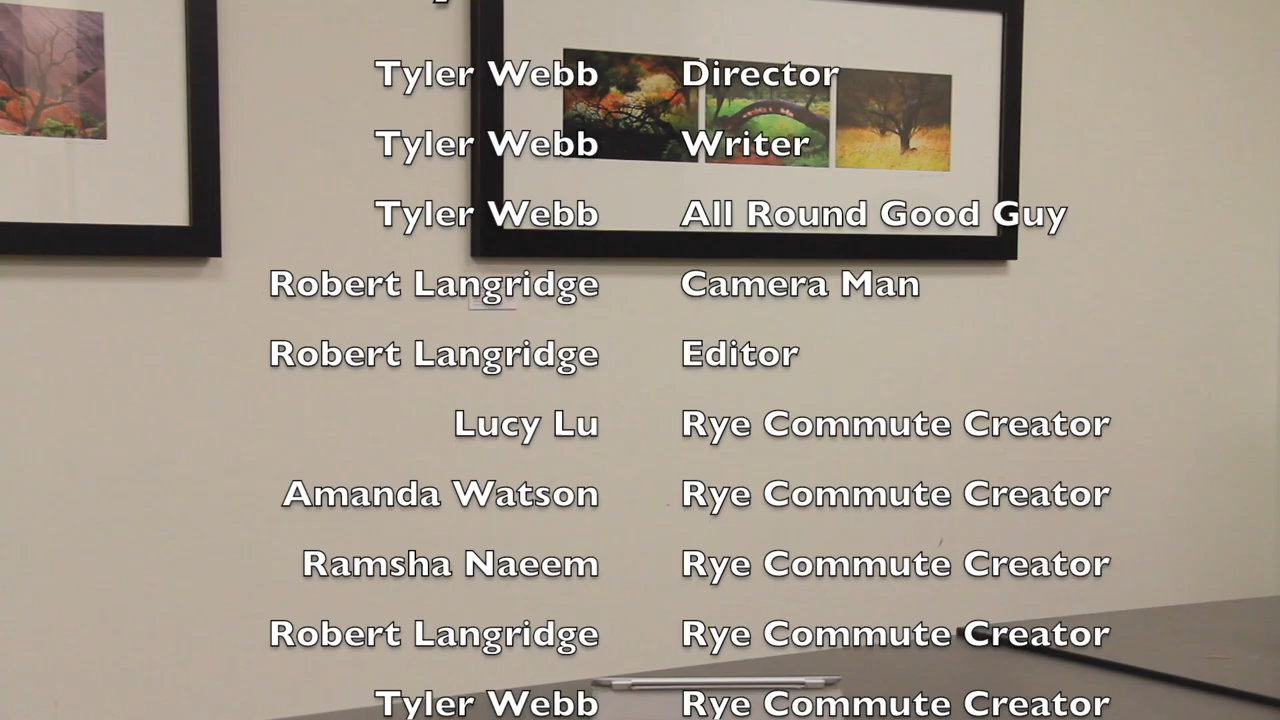 Tyler Webb Director
Tyler Webb Writer
Tyler Webb All Round Good Guy
Robert Langridge Camera Man
Robert Langridge Editor
Lucy Lu Rye Commute Creator
Amanda Watson Rye Commute Creator
Ramsha Naeem Rye Commute Creator
Robert Langridge Rye Commute Creator
Tyler Webb Rye Commute Creator